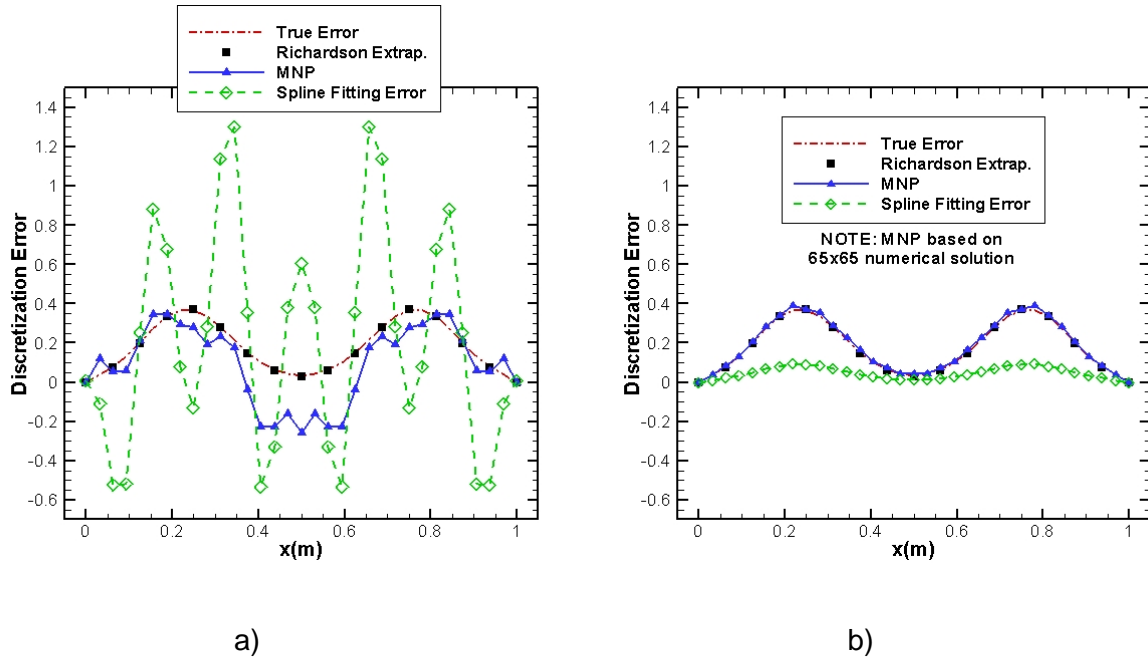 True Error
Richardson Extrap.
MNP
Spline Fitting Error
Discretization Error
1.4
1.2
1
0.8
0.6
0.4
0.2
0
-0.2
-0.4
-0.6
0
0.2
0.4
0.6
0.8
1
x(m)
a)
True Error
Richardson Extrap.
MNP
Spline Fitting Error
NOTE: MNP based on
65x65 numerical solution
Discretization Error
1.4
1.2
1
0.8
0.6
0.4
0.2
0
-0.2
-0.4
-0.6
0
0.2
0.4
0.6
0.8
1
x(m)
b)